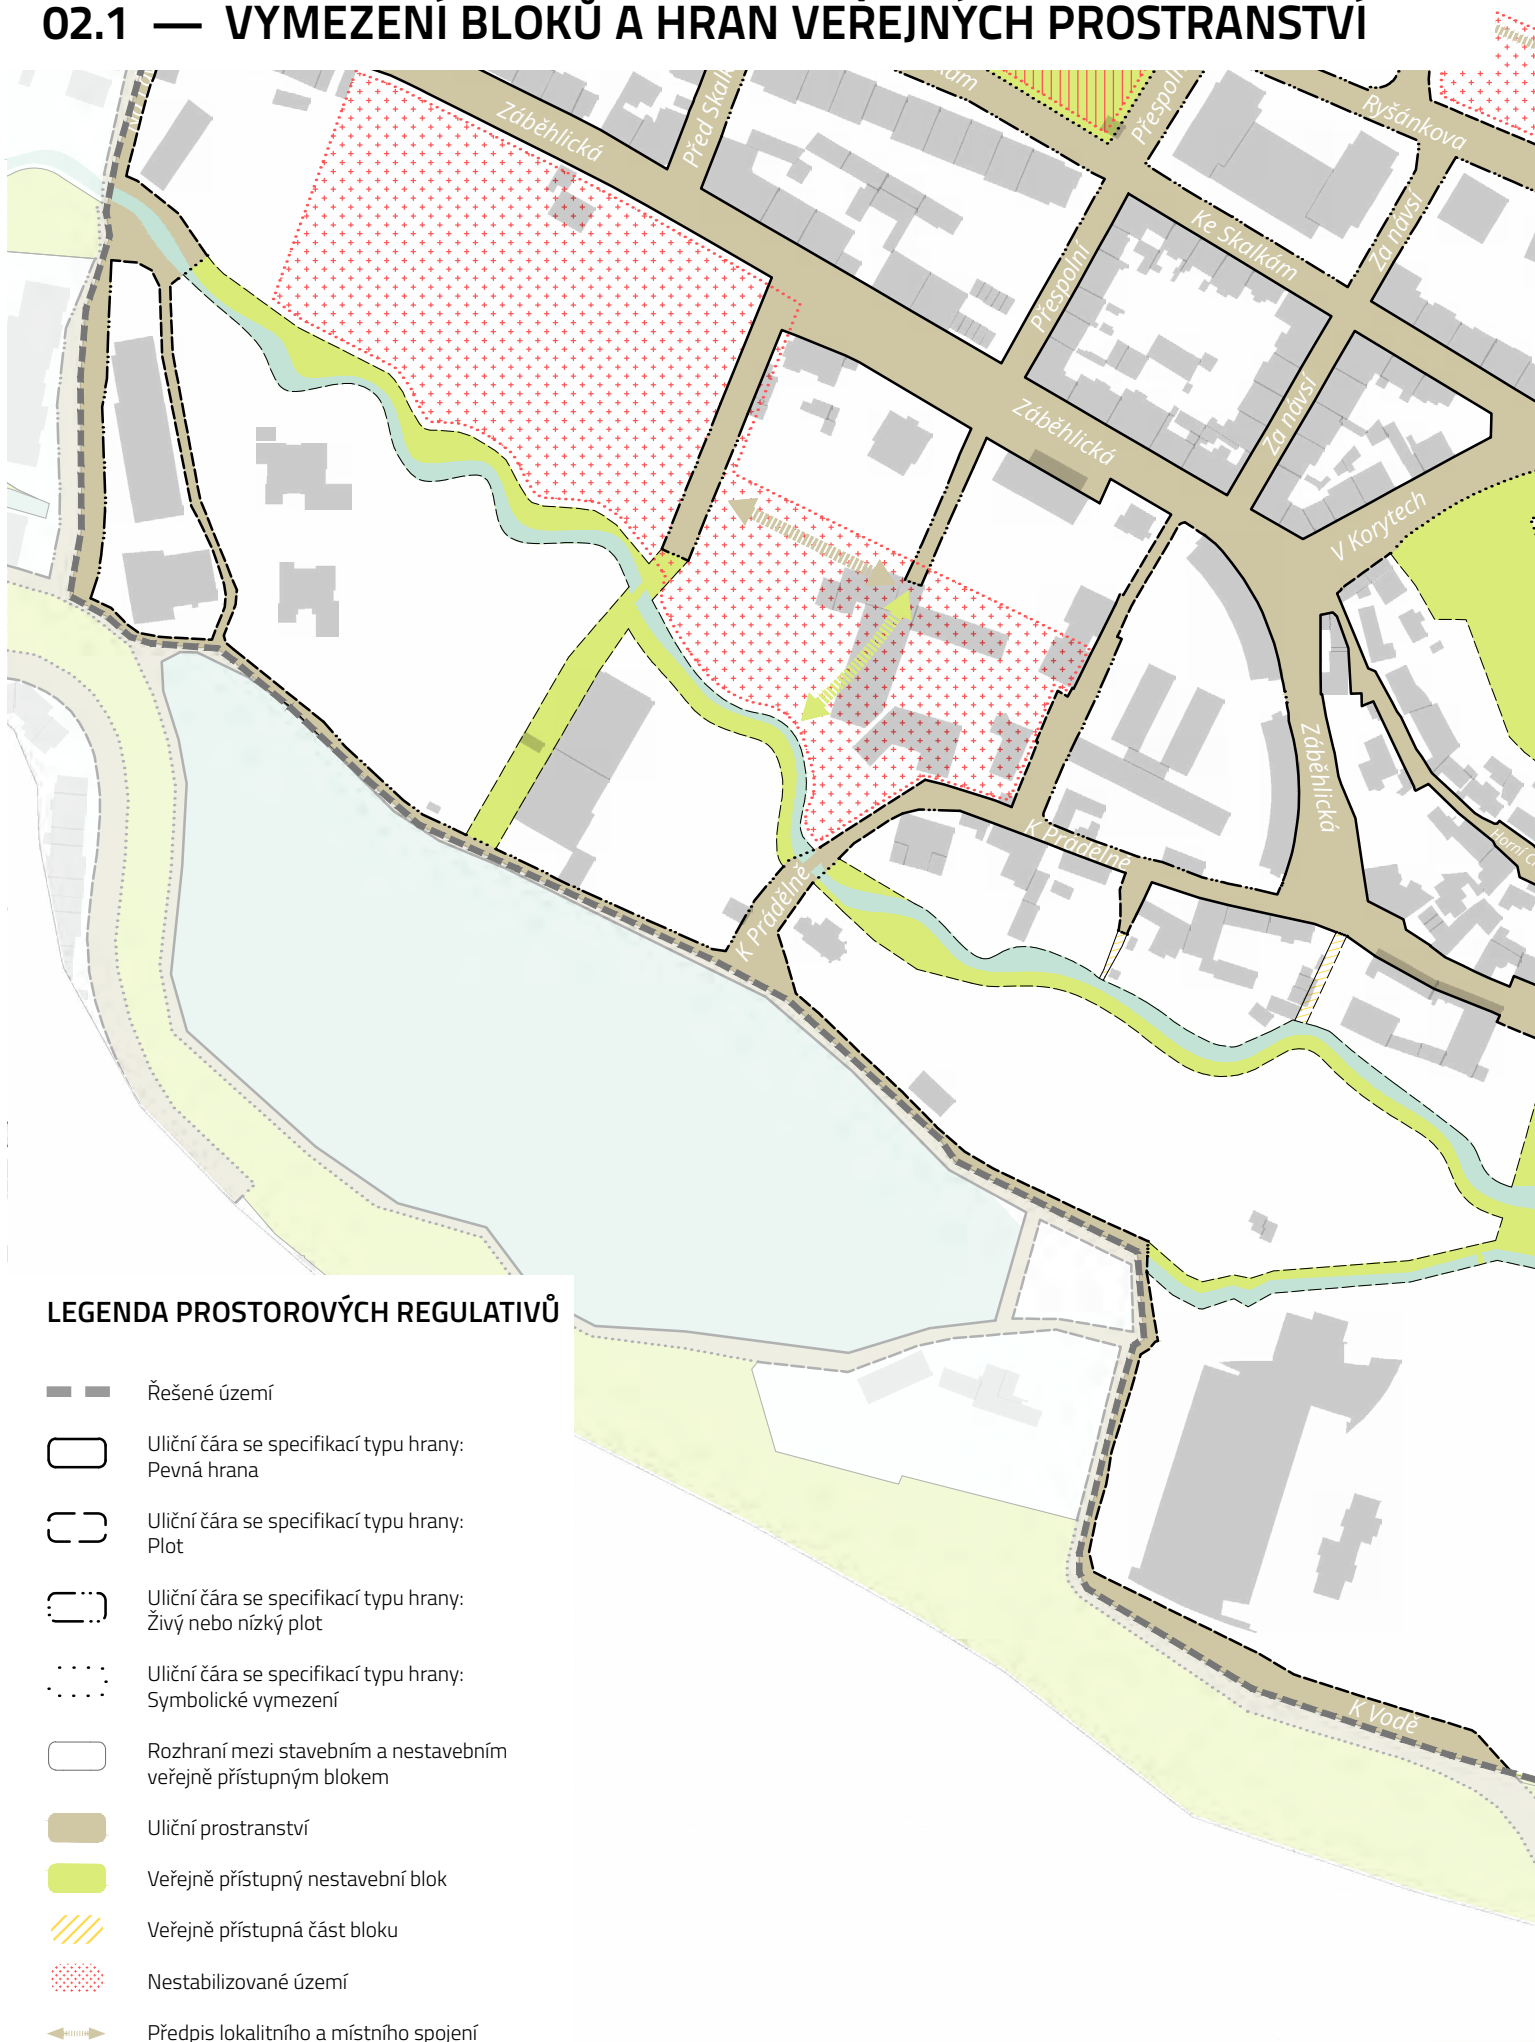 02.1 — VYMEZENÍ BLOKŮ A HRAN VEŘEJNÝCH PROSTRANSTVÍ
Záběhlická
Před Skalk
kám
Přespoln
Ryšánkova
Za návsí
Ke Skalkám
Přespolní
Záběhlická
Za návsí
V Korytech
Záběhlická
Horní
K Prádelně
K Prádelně
K Vodě
LEGENDA PROSTOROVÝCH REGULATIVŮ
Řešené území
Uliční čára se specifikací typu hrany:
Pevná hrana
Uliční čára se specifikací typu hrany:
Plot
Uliční čára se specifikací typu hrany:
Živý nebo nízký plot
Uliční čára se specifikací typu hrany:
Symbolické vymezení
Rozhraní mezi stavebním a nestavebním
veřejně přístupným blokem
Uliční prostranství
Veřejně přístupný nestavební blok
Veřejně přístupná část bloku
Nestabilizované území
Předpis lokalitního a místního spojení